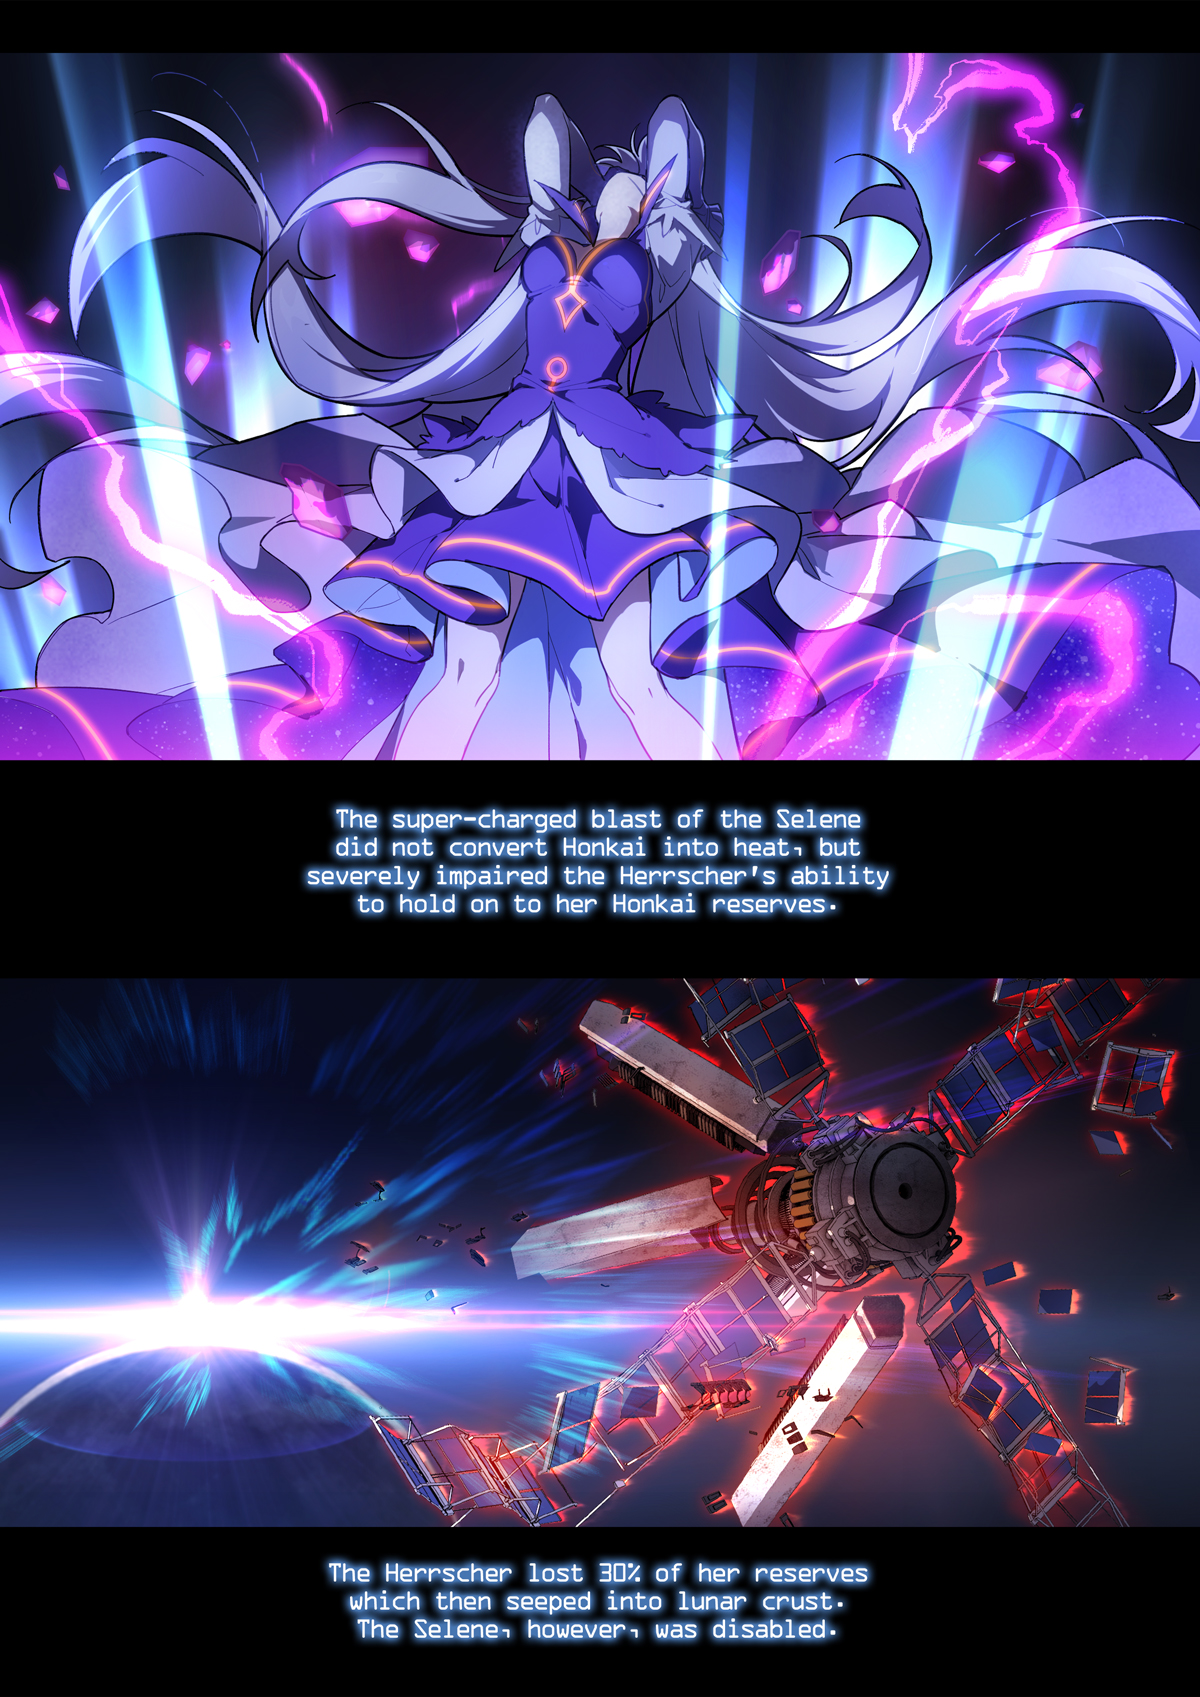 The super-charged blast of the Selene
did not convert Honkai into heat, but
severely impaired the Herrscher's ability
to hold on to her Honkai reserves.
The Herrscher lost 30% of her reserves
which then seeped into lunar crust.
The Selene, however, was disabled.